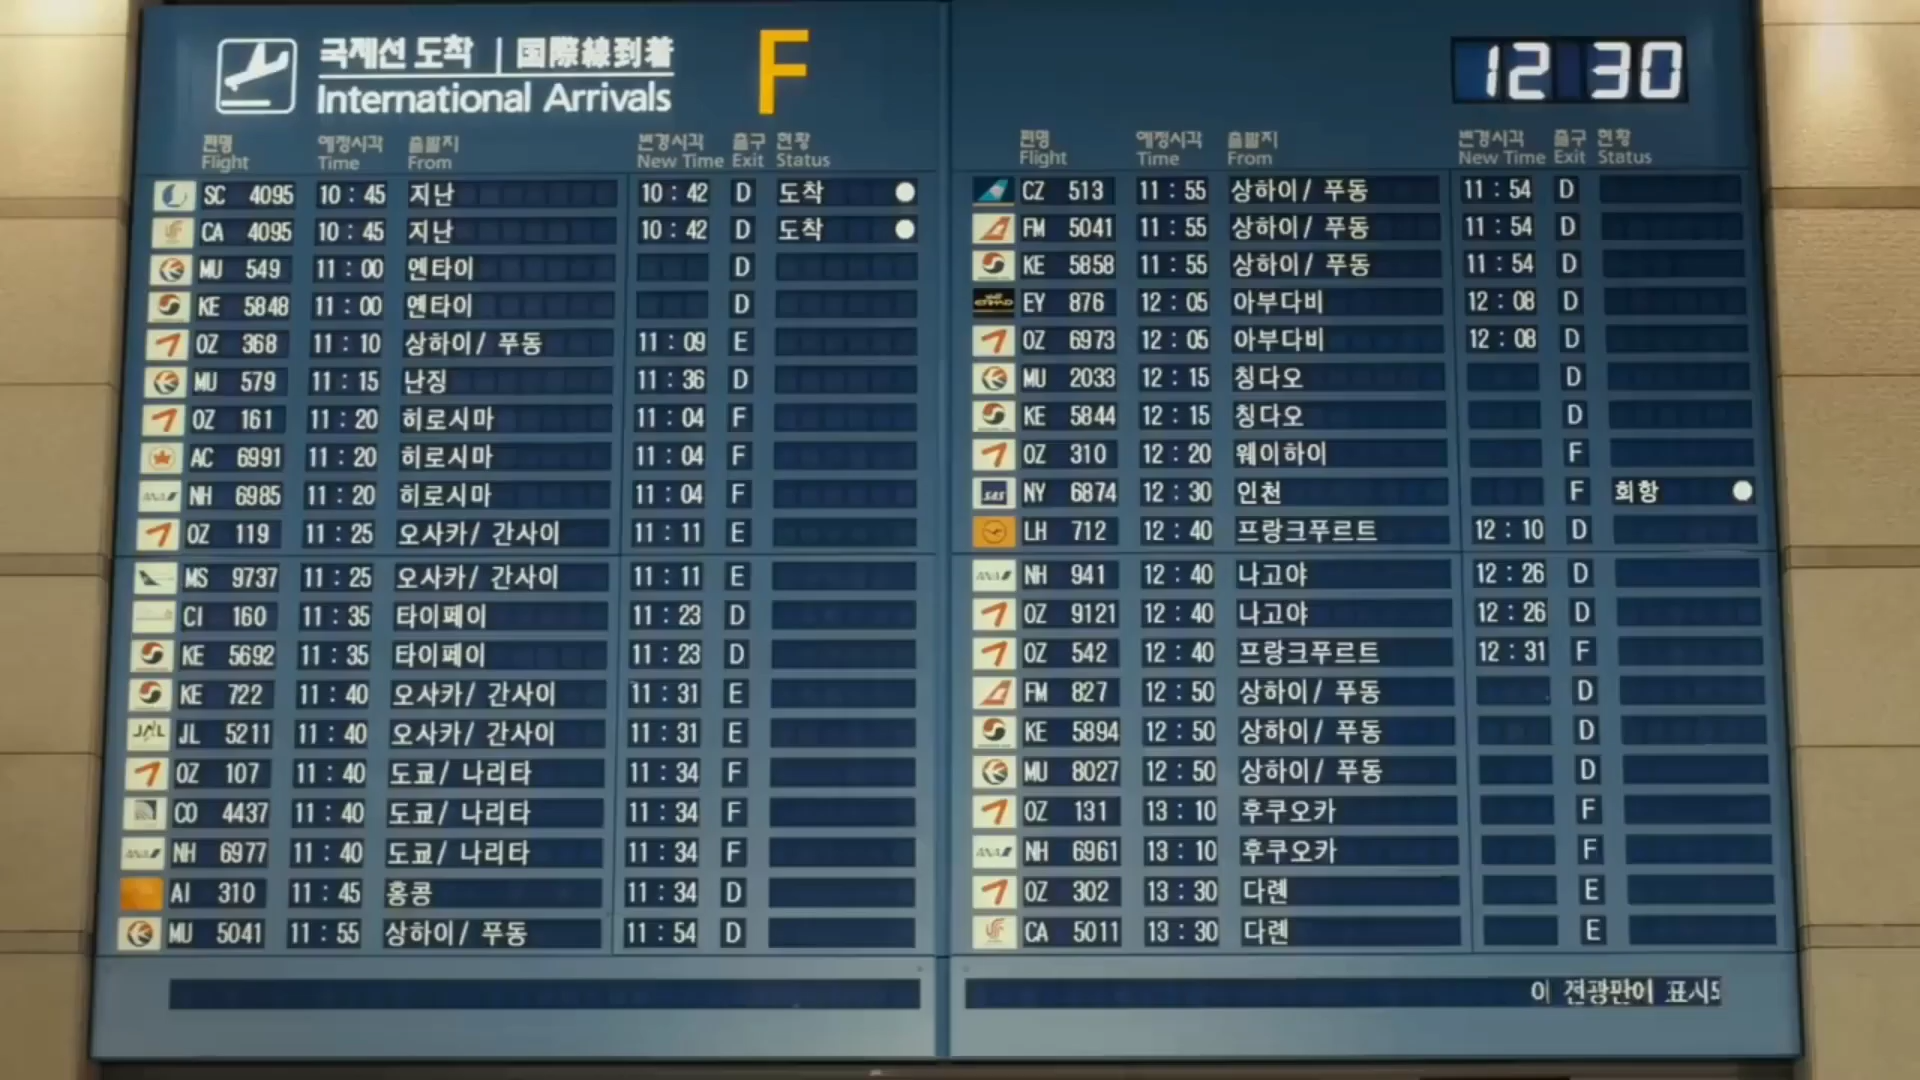 국제선 도착 | 国際線到着
International Arrivals
F
12 30
편명 예정시각 출발지 변경시각 출구 현황
Flight Time From New Time Exit Status
SC 4095 10 : 45 지난 10 : 42 D 도착
CA 4095 10 : 45 지난 10 : 42 D 도착
MU 549 11 : 00 옌타이 D
KE 5848 11 : 00 옌타이 D
OZ 368 11 : 10 상하이/ 푸동 11 : 09 E
MU 579 11 : 15 난징 11 : 36 D
OZ 161 11 : 20 히로시마 11 : 04 F
AC 6991 11 : 20 히로시마 11 : 04 F
ANA NH 6985 11 : 20 히로시마 11 : 04 F
OZ 119 11 : 25 오사카/ 간사이 11 : 11 E
MS 9737 11 : 25 오사카/ 간사이 11 : 11 E
CI 160 11 : 35 타이페이 11 : 23 D
KE 5692 11 : 35 타이페이 11 : 23 D
KE 722 11 : 40 오사카/ 간사이 11 : 31 E
JAL JL 5211 11 : 40 오사카/ 간사이 11 : 31 E
OZ 107 11 : 40 도쿄/ 나리타 11 : 34 F
CO 4437 11 : 40 도쿄/ 나리타 11 : 34 F
ANA NH 6977 11 : 40 도쿄/ 나리타 11 : 34 F
AI 310 11 : 45 홍콩 11 : 34 D
MU 5041 11 : 55 상하이/ 푸동 11 : 54 D
편명 예정시각 출발지 변경시각 출구 현황
Flight Time From New Time Exit Status
CZ 513 11 : 55 상하이/ 푸동 11 : 54 D
FM 5041 11 : 55 상하이/ 푸동 11 : 54 D
KE 5858 11 : 55 상하이/ 푸동 11 : 54 D
ETIHAD EY 876 12 : 05 아부다비 12 : 08 D
OZ 6973 12 : 05 아부다비 12 : 08 D
MU 2033 12 : 15 칭다오 D
KE 5844 12 : 15 칭다오 D
OZ 310 12 : 20 웨이하이 F
SAS NY 6874 12 : 30 인천 F 회항
LH 712 12 : 40 프랑크푸르트 12 : 10 D
ANA NH 941 12 : 40 나고야 12 : 26 D
OZ 9121 12 : 40 나고야 12 : 26 D
OZ 542 12 : 40 프랑크푸르트 12 : 31 F
FM 827 12 : 50 상하이/ 푸동 D
KE 5894 12 : 50 상하이/ 푸동 D
MU 8027 12 : 50 상하이/ 푸동 D
OZ 131 13 : 10 후쿠오카 F
ANA NH 6961 13 : 10 후쿠오카 F
OZ 302 13 : 30 다롄 E
CA 5011 13 : 30 다롄 E
이 전광판에 표시되